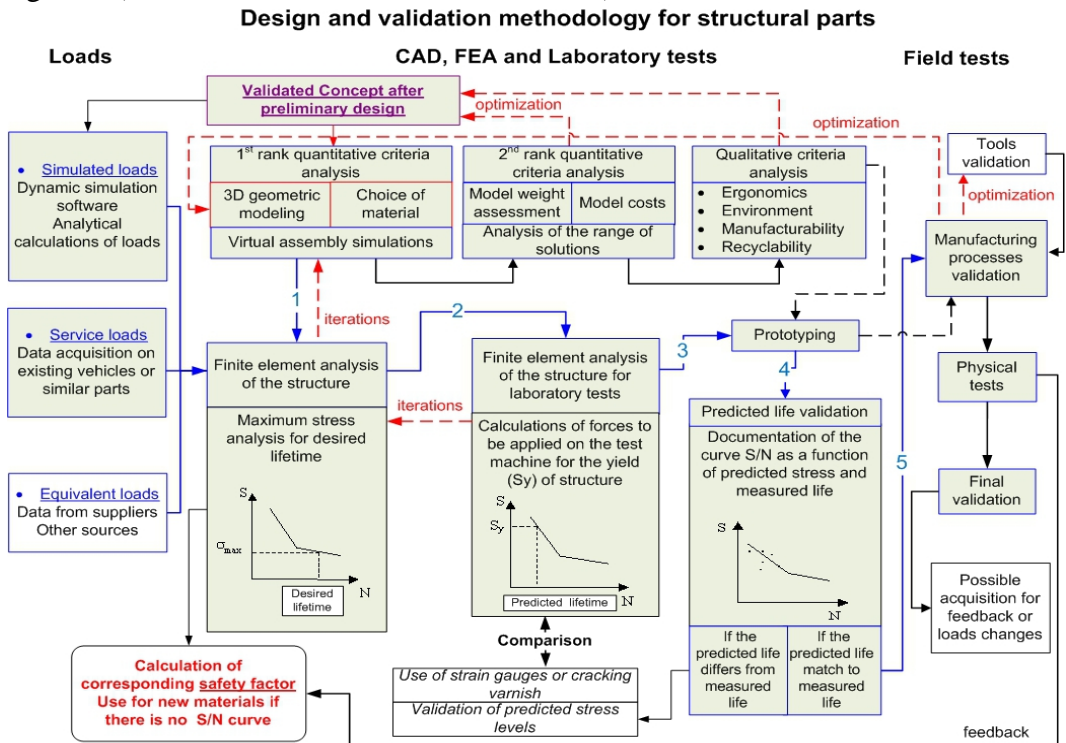 Design and validation methodology for structural parts
Loads
CAD, FEA and Laboratory tests
Field tests
Validated Concept after
preliminary design
optimization
optimization
• Simulated loads
Dynamic simulation
software
Analytical
calculations of loads
1st rank quantitative criteria
analysis
3D geometric
modeling
Choice of
material
Virtual assembly simulations
2nd rank quantitative
criteria analysis
Model weight
assessment
Model costs
Analysis of the range of
solutions
Qualitative criteria
analysis
• Ergonomics
• Environment
• Manufacturability
• Recyclability
Tools
validation
optimization
Manufacturing
processes
validation
1
iterations
2
3
Prototyping
4
5
• Service loads
Data acquisition on
existing vehicles or
similar parts
Finite element analysis
of the structure
Maximum stress
analysis for desired
lifetime
S
σmax
N
Desired
lifetime
iterations
Finite element analysis
of the structure for
laboratory tests
Calculations of forces to
be applied on the test
machine for the yield
(Sy) of structure
S
Sy
N
Predicted lifetime
Predicted life validation
Documentation of the
curve S/N as a function
of predicted stress and
measured life
S
N
If the
predicted life
differs from
measured
life
If the
predicted life
match to
measured
life
Physical
tests
Final
validation
Possible
acquisition for
feedback or
loads changes
• Equivalent loads
Data from suppliers
Other sources
Calculation of
corresponding safety factor
Use for new materials if
there is no S/N curve
Comparison
Use of strain gauges or cracking
varnish
Validation of predicted stress
levels
feedback